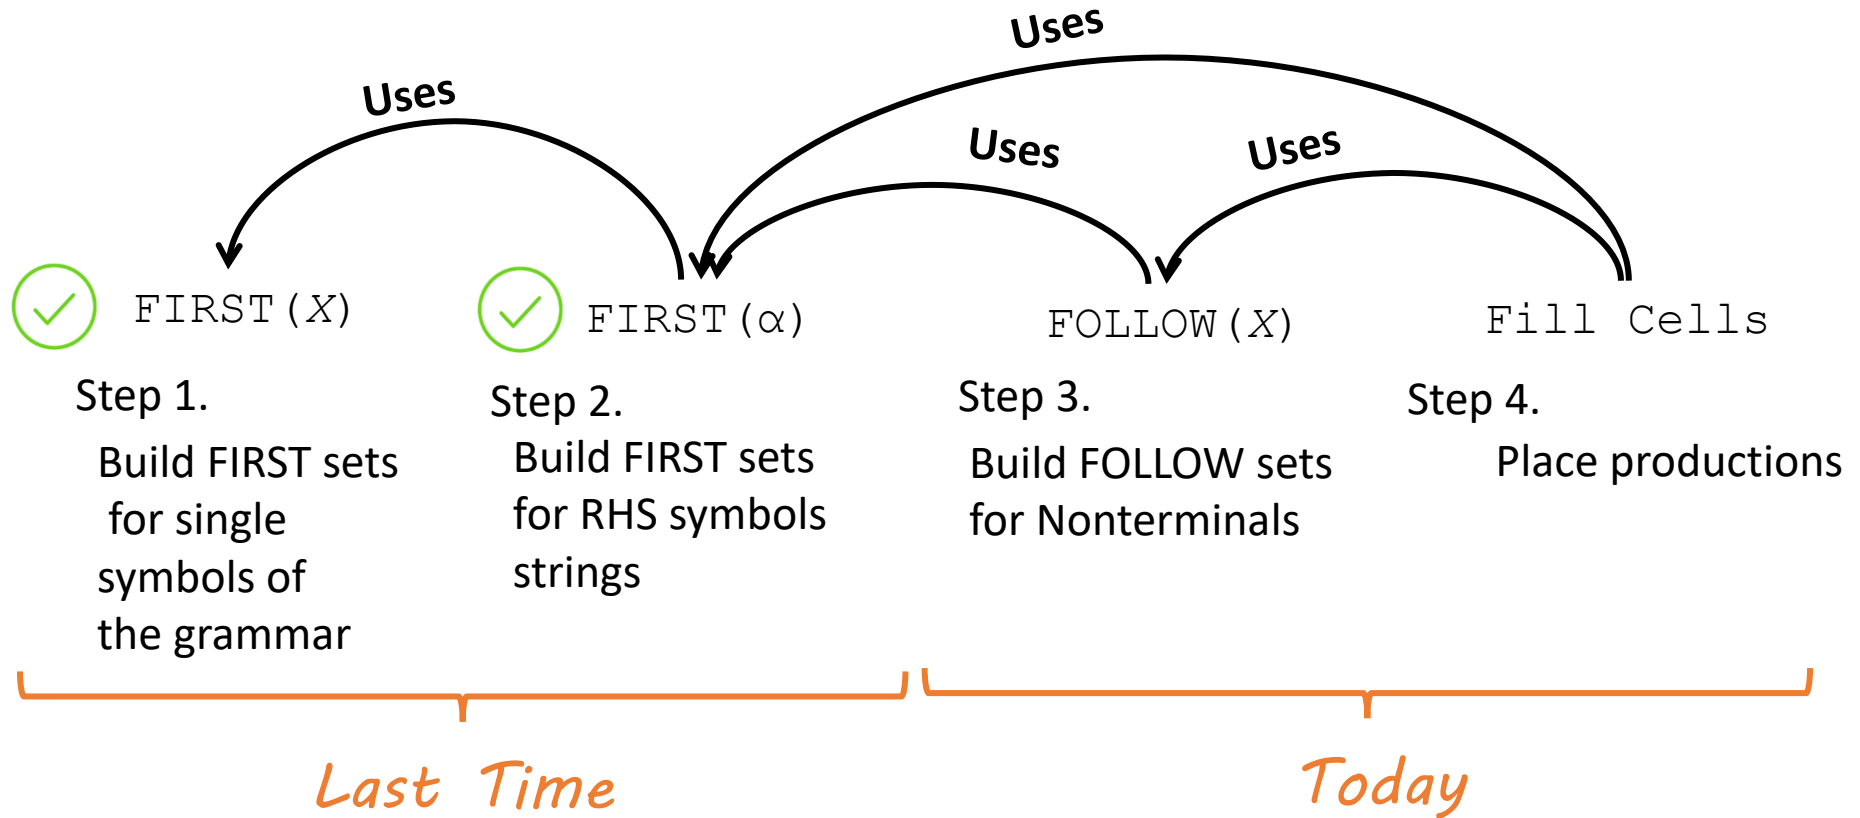 Uses
Uses
Uses
Uses
FIRST(X)
FIRST(α)
FOLLOW(X)
Fill Cells
Step 1.
Build FIRST sets
for single
symbols of
the grammar
Step 2.
Build FIRST sets
for RHS symbols
strings
Step 3.
Build FOLLOW sets
for Nonterminals
Step 4.
Place productions
Last Time
Today